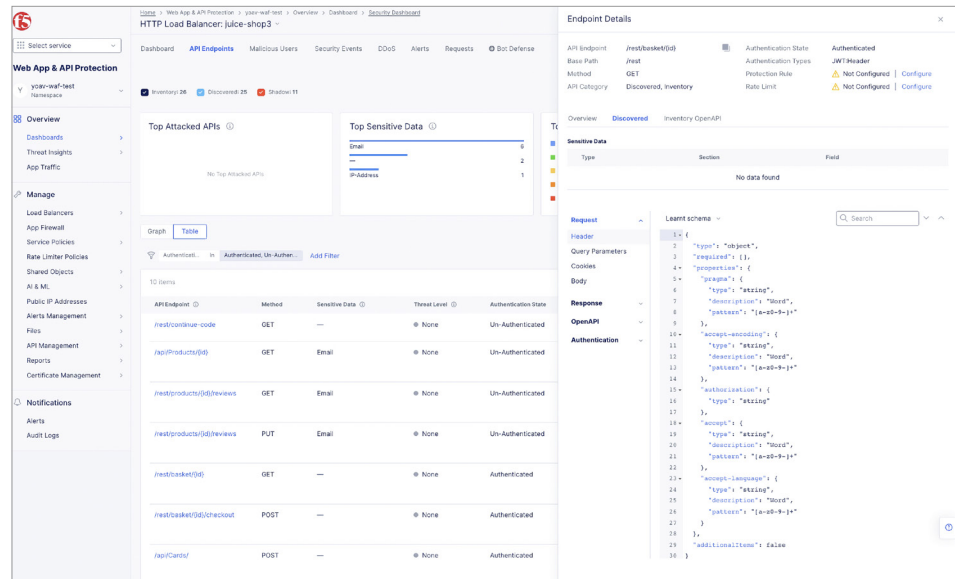 Home > Web App & API Protection > yoav-waf-test > Overview > Dashboard > Security Dashboard
HTTP Load Balancer: juice-shop3
Select service
Web App & API Protection
Y yoav-waf-test
Namespace
Overview
Dashboards
Threat Insights
App Traffic
Manage
Load Balancers
App Firewall
Service Policies
Rate Limiter Policies
Shared Objects
AI & ML
Public IP Addresses
Alerts Management
Files
API Management
Reports
Certificate Management
Notifications
Alerts
Audit Logs
Dashboard API Endpoints Malicious Users Security Events DDoS Alerts Requests Bot Defense
Inventory: 26 Discovered: 25 Shadow: 11
Top Attacked APIs
No Top Attacked APIs
Top Sensitive Data
Email 6
— 2
IP-Address 1
Graph Table
Authenticati... in Authenticated, Un-Authen... Add Filter
10 items
API Endpoint Method Sensitive Data Threat Level Authentication State
/rest/continue-code GET — None Un-Authenticated
/api/Products/{id} GET Email None Un-Authenticated
/rest/products/{id}/reviews GET Email None Un-Authenticated
/rest/products/{id}/reviews PUT Email None Un-Authenticated
/rest/basket/{id} GET — None Authenticated
/rest/basket/{id}/checkout POST — None Authenticated
/api/Cards/ POST — None Authenticated
Endpoint Details
API Endpoint /rest/basket/{id} Authentication State Authenticated
Base Path /rest Authentication Types JWT:Header
Method GET Protection Rule Not Configured | Configure
API Category Discovered, Inventory Rate Limit Not Configured | Configure
Overview Discovered Inventory OpenAPI
Sensitive Data
Type Section Field
No data found
Request
Header
Query Parameters
Cookies
Body
Response
OpenAPI
Authentication
Learnt schema
Search
1 {
2 "type": "object",
3 "required": [],
4 "properties": {
5 "pragma": {
6 "type": "string",
7 "description": "Word",
8 "pattern": "[a-z0-9-]+"
9 },
10 "accept-encoding": {
11 "type": "string",
12 "description": "Word",
13 "pattern": "[a-z0-9-]+"
14 },
15 "authorization": {
16 "type": "string"
17 },
18 "accept": {
19 "type": "string",
20 "description": "Word",
21 "pattern": "[a-z0-9-]+"
22 },
23 "accept-language": {
24 "type": "string",
25 "description": "Word",
26 "pattern": "[a-z0-9-]+"
27 }
28 },
29 "additionalItems": false
30 }